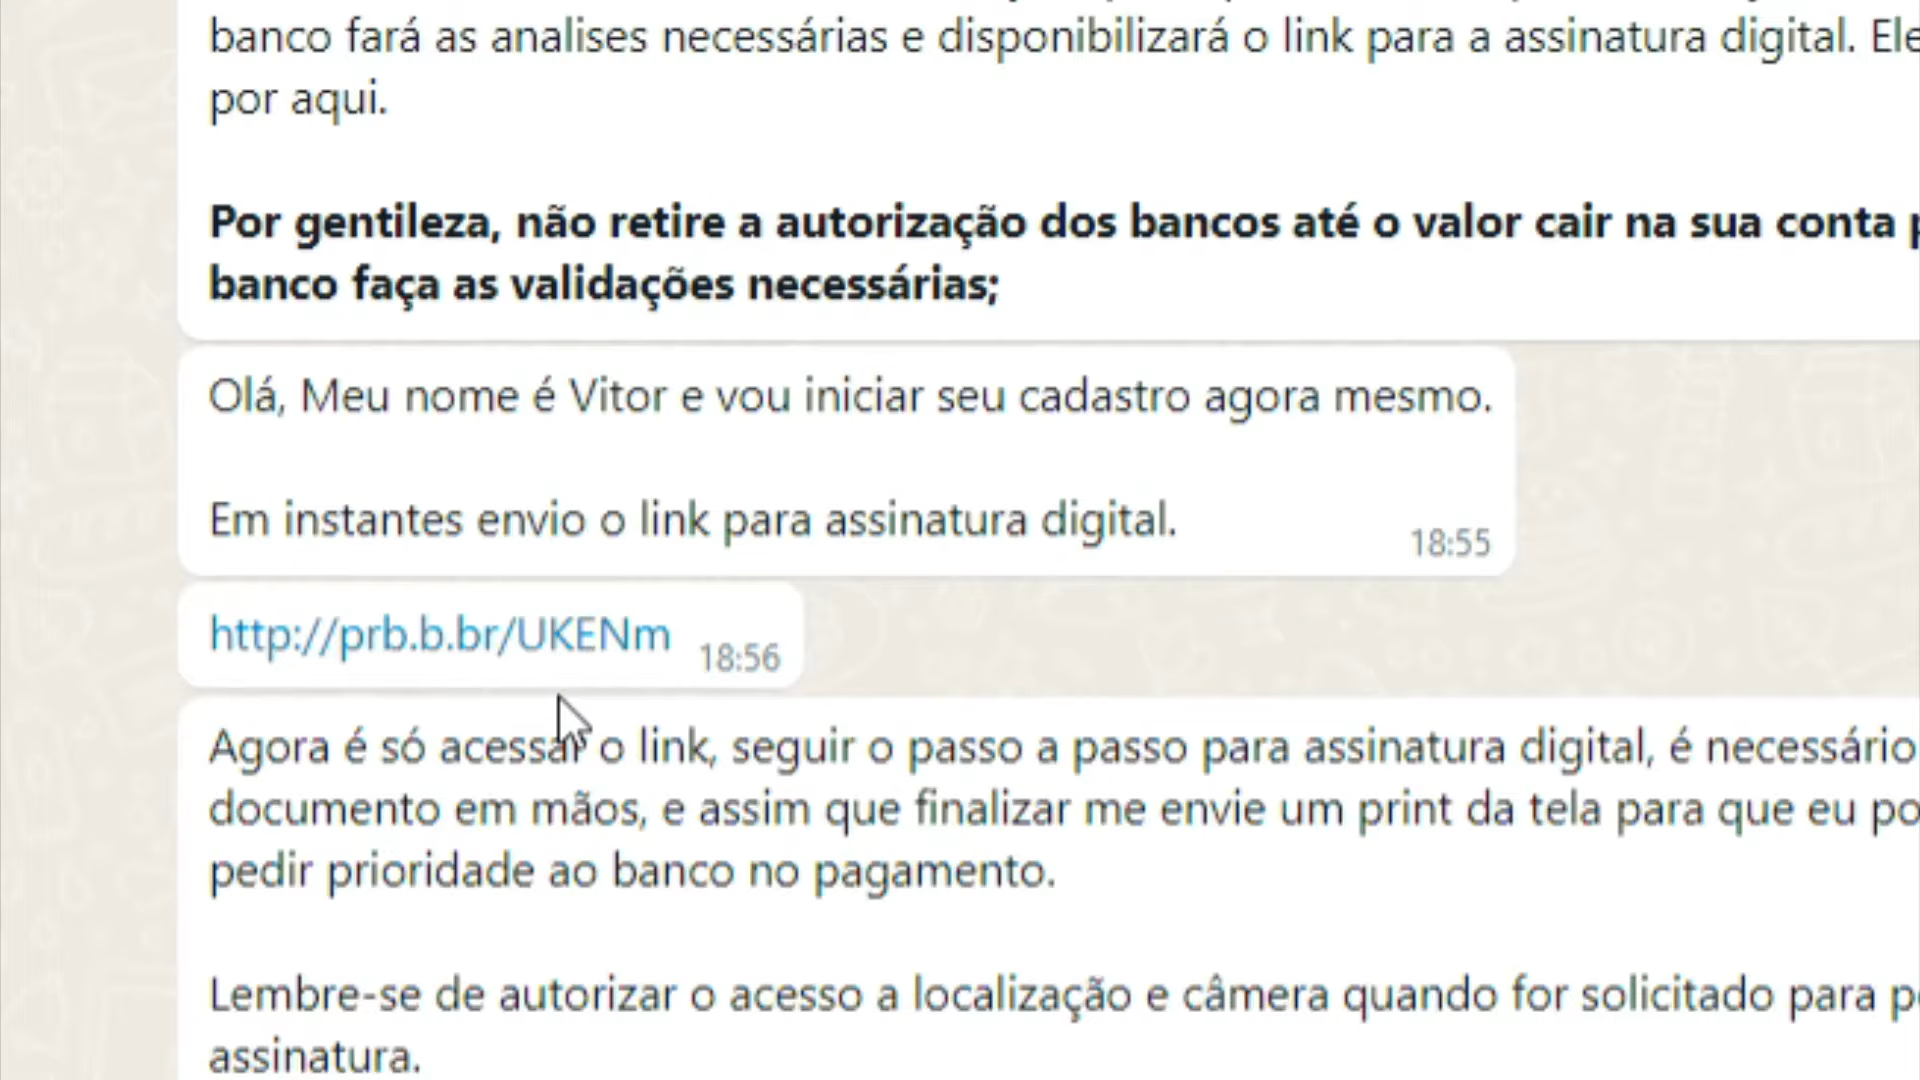 banco fará as analises necessárias e disponibilizará o link para a assinatura digital. Ele
por aqui.
Por gentileza, não retire a autorização dos bancos até o valor cair na sua conta
banco faça as validações necessárias;
Olá, Meu nome é Vitor e vou iniciar seu cadastro agora mesmo.
Em instantes envio o link para assinatura digital.
18:55
http://prb.b.br/UKENm
18:56
Agora é só acessar o link, seguir o passo a passo para assinatura digital, é necessário
documento em mãos, e assim que finalizar me envie um print da tela para que eu
pedir prioridade ao banco no pagamento.
Lembre-se de autorizar o acesso a localização e câmera quando for solicitado para
assinatura.